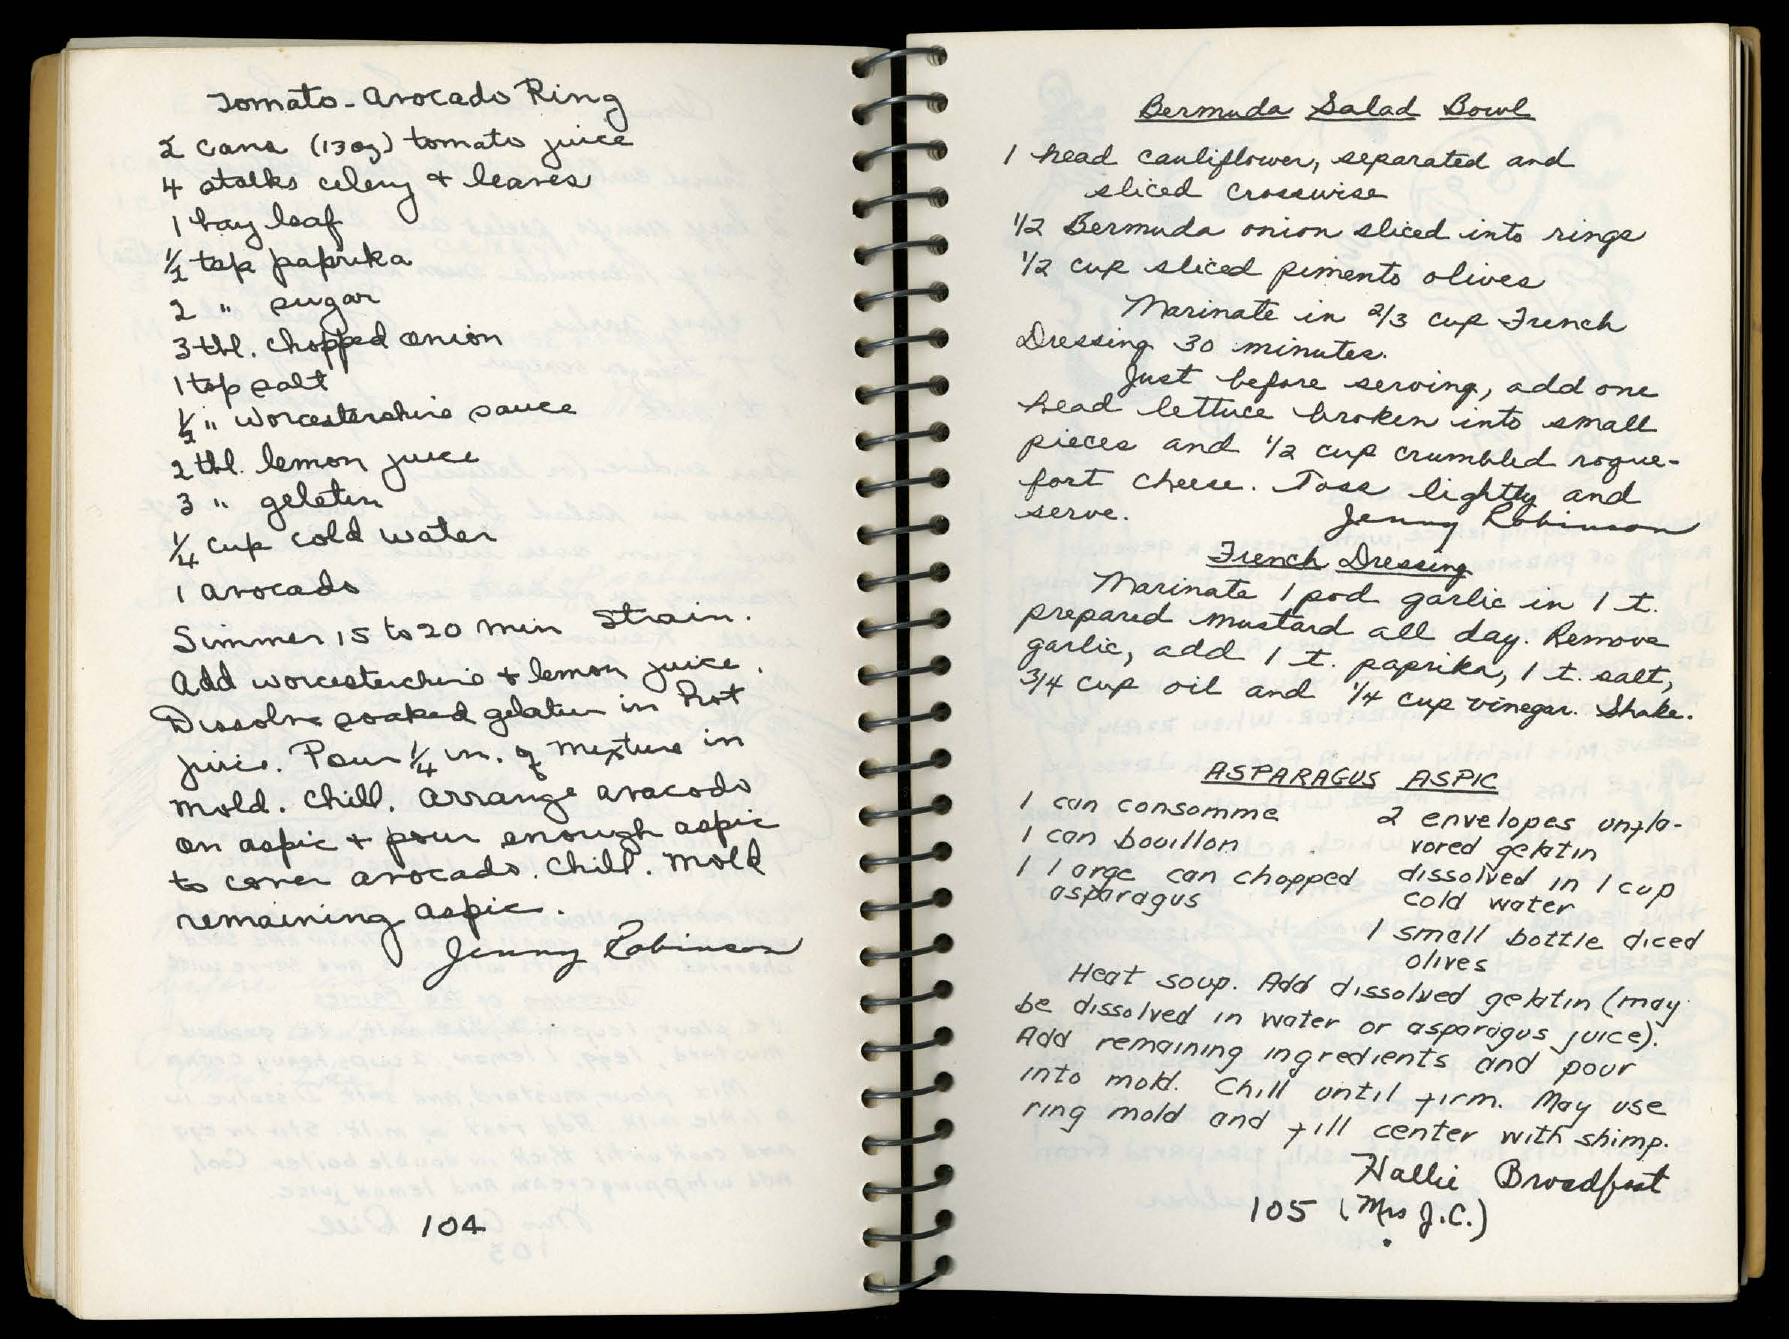 Tomato-Avocado Ring
2 cans (13 oz) tomato juice
4 stalks celery + leaves
1 bay leaf
1/2 tsp paprika
2 " sugar
3 tbl. chopped onion
1 tsp salt
1/2 " Worcestershire sauce
2 tbl. lemon juice
3 " gelatin
1/4 cup cold water
1 avocado
Simmer 15 to 20 min Strain.
Add worcestershire + lemon juice.
Dissolve soaked gelatin in hot
juice. Pour 1/4 in. of mixture in
mold. Chill. Arrange avacado
on aspic + pour enough aspic
to cover avocado. Chill. Mold
remaining aspic.
Jenny Robinson
104
Bermuda Salad Bowl
1 head cauliflower, separated and
sliced crosswise
1/2 Bermuda onion sliced into rings
1/2 cup sliced pimento olives
Marinate in 2/3 cup French
Dressing 30 minutes.
Just before serving, add one
head lettuce broken into small
pieces and 1/2 cup crumbled rogue-
fort cheese. Toss lightly and
serve.
Jenny Robinson
French Dressing
Marinate 1 pod garlic in 1 t.
prepared mustard all day. Remove
garlic, add 1 t. paprika, 1 t. salt,
3/4 cup oil and 1/4 cup vinegar. Shake.
ASPARAGUS ASPIC
1 can consomme
1 can bouillon
1 large can chopped
asparagus
2 envelopes unfla-
vored gelatin
dissolved in 1 cup
cold water
1 small bottle diced
olives
Heat soup. Add dissolved gelatin (may
be dissolved in water or asparagus juice).
Add remaining ingredients and pour
into mold. Chill until firm. May use
ring mold and fill center with shimp.
Hallie Broadfoot
105 (Mrs J.C.)